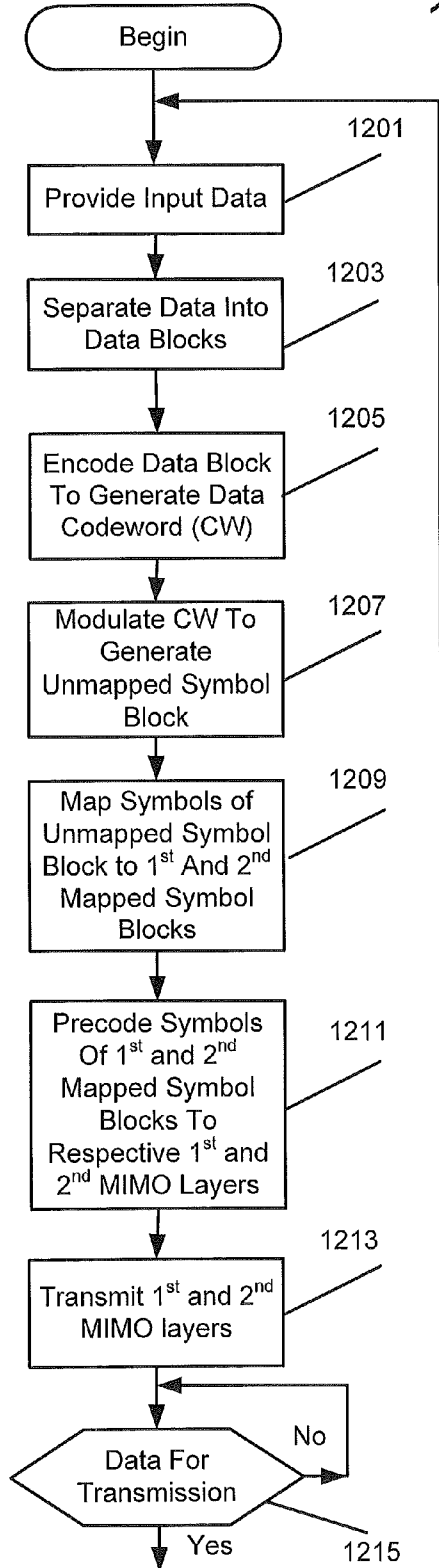 Begin
1201
Provide Input Data
1203
Separate Data Into
Data Blocks
1205
Encode Data Block
To Generate Data
Codeword (CW)
1207
Modulate CW To
Generate
Unmapped Symbol
Block
1209
Map Symbols of
Unmapped Symbol
Block to 1st And 2nd
Mapped Symbol
Blocks
1211
Precode Symbols
Of 1st and 2nd
Mapped Symbol
Blocks To
Respective 1st and
2nd MIMO Layers
1213
Transmit 1st and 2nd
MIMO layers
No
Data For
Transmission
Yes
1215